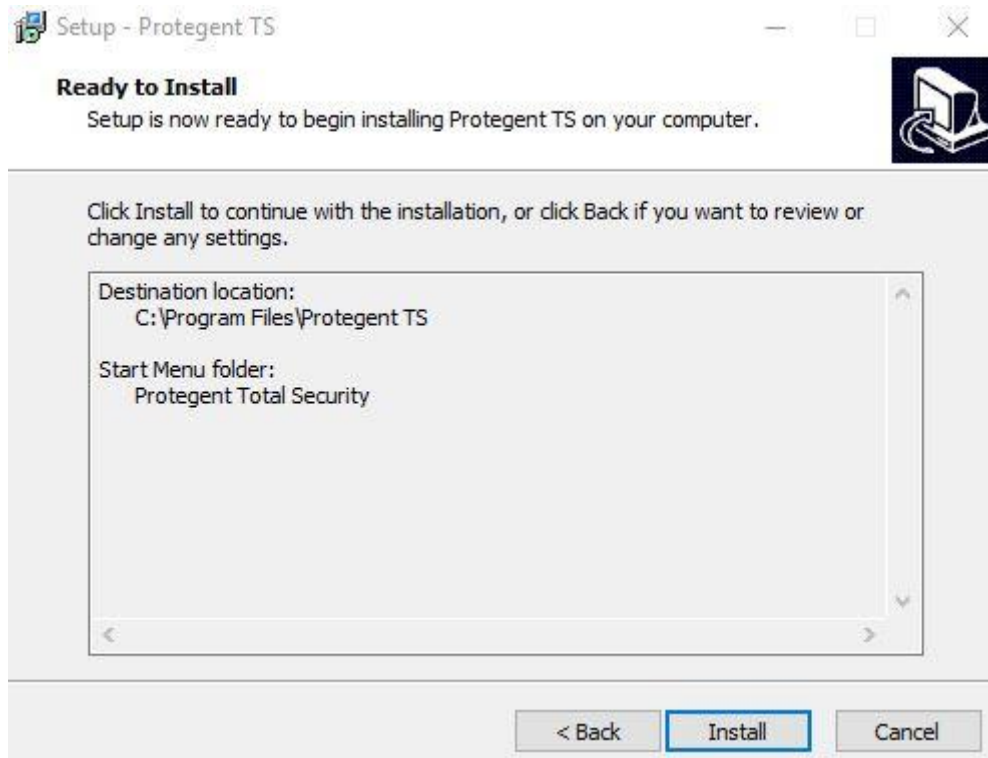 Setup - Protegent TS
Ready to Install
Setup is now ready to begin installing Protegent TS on your computer.
Click Install to continue with the installation, or click Back if you want to review or
change any settings.
Destination location:
C:\Program Files\Protegent TS
Start Menu folder:
Protegent Total Security
< Back
Install
Cancel